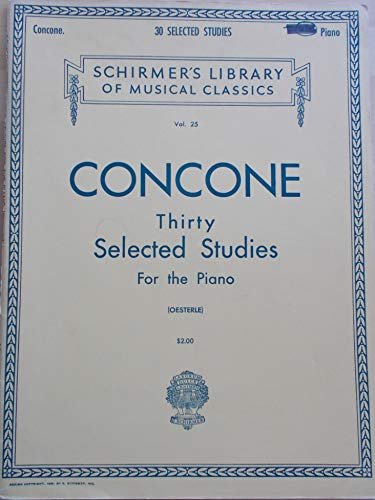 Concone. 30 SELECTED STUDIES Piano
SCHIRMER'S LIBRARY
OF MUSICAL CLASSICS
Vol. 25
CONCONE
Thirty
Selected Studies
For the Piano
(OESTERLE)
$2.00